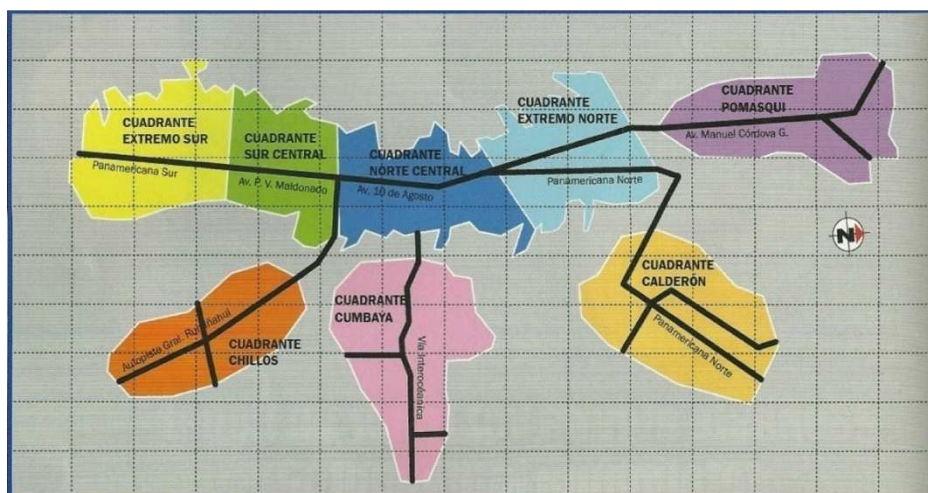 CUADRANTE
EXTREMO SUR
Panamericana Sur
CUADRANTE
SUR CENTRAL
Av. P. V. Maldonado
CUADRANTE
NORTE CENTRAL
Av. 10 de Agosto
CUADRANTE
EXTREMO NORTE
Panamericana Norte
CUADRANTE
POMASQUI
Av. Manuel Córdova G.
N
CUADRANTE
CALDERÓN
Panamericana Norte
CUADRANTE
CUMBAYA
Vía Interoceánica
Autopista Gral.
CUADRANTE
CHILLOS